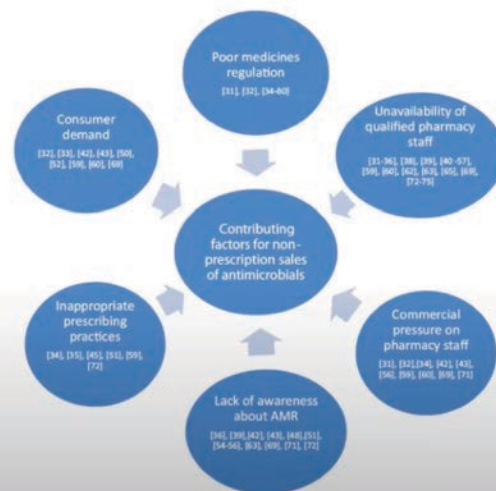 Poor medicines
regulation
[31], [32], [54-60]
Consumer
demand
[32], [33], [42], [43], [50],
[52], [59], [60], [69]
Unavailability of
qualified pharmacy
staff
[31-36], [38], [39], [40 -57],
[59], [60], [62], [63], [65], [69],
[72-75]
Contributing
factors for non-
prescription sales
of antimicrobials
Inappropriate
prescribing
practices
[34], [35], [45], [51], [59],
[72]
Commercial
pressure on
pharmacy staff
[31], [32],[34], [42], [43],
[56], [59], [60], [69], [71]
Lack of awareness
about AMR
[36], [39],[42], [43], [48],[51],
[54-56], [63], [69], [71], [72]